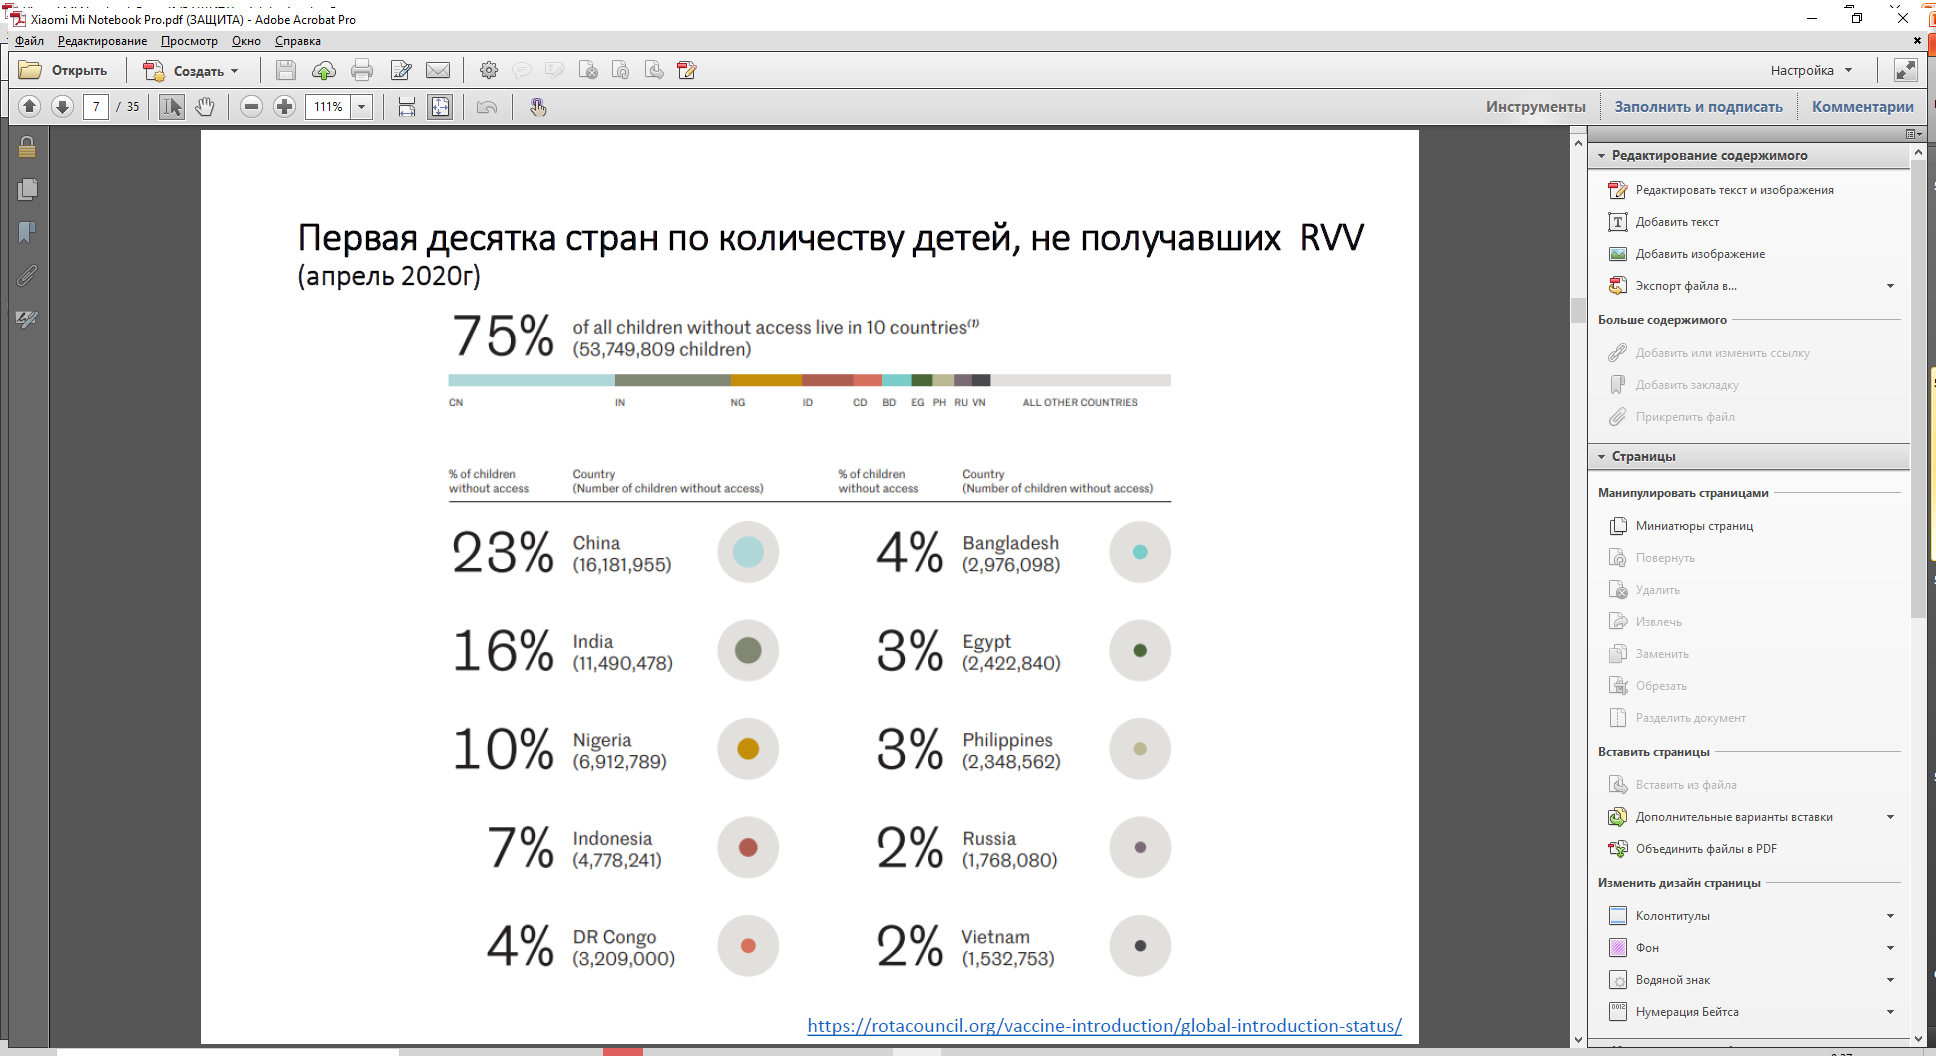 Xiaomi Mi Notebook Pro.pdf (ЗАЩИТА) - Adobe Acrobat Pro
Файл Редактирование Просмотр Окно Справка
Открыть Создать Настройка
7 / 35 111% Инструменты Заполнить и подписать Комментарии
Первая десятка стран по количеству детей, не получавших RVV
(апрель 2020г)
75% of all children without access live in 10 countries(1)
(53,749,809 children)
CN IN NG ID CD BD EG PH RU VN ALL OTHER COUNTRIES
% of children
without access
Country
(Number of children without access)
% of children
without access
Country
(Number of children without access)
23% China
(16,181,955)
4% Bangladesh
(2,976,098)
16% India
(11,490,478)
3% Egypt
(2,422,840)
10% Nigeria
(6,912,789)
3% Philippines
(2,348,562)
7% Indonesia
(4,778,241)
2% Russia
(1,768,080)
4% DR Congo
(3,209,000)
2% Vietnam
(1,532,753)
https://rotacouncil.org/vaccine-introduction/global-introduction-status/
Редактирование содержимого
Редактировать текст и изображения
Добавить текст
Добавить изображение
Экспорт файла в...
Больше содержимого
Добавить или изменить ссылку
Добавить закладку
Прикрепить файл
Страницы
Манипулировать страницами
Миниатюры страниц
Повернуть
Удалить
Извлечь
Заменить
Обрезать
Разделить документ
Вставить страницы
Вставить из файла
Дополнительные варианты вставки
Объединить файлы в PDF
Изменить дизайн страницы
Колонтитулы
Фон
Водяной знак
Нумерация Бейтса